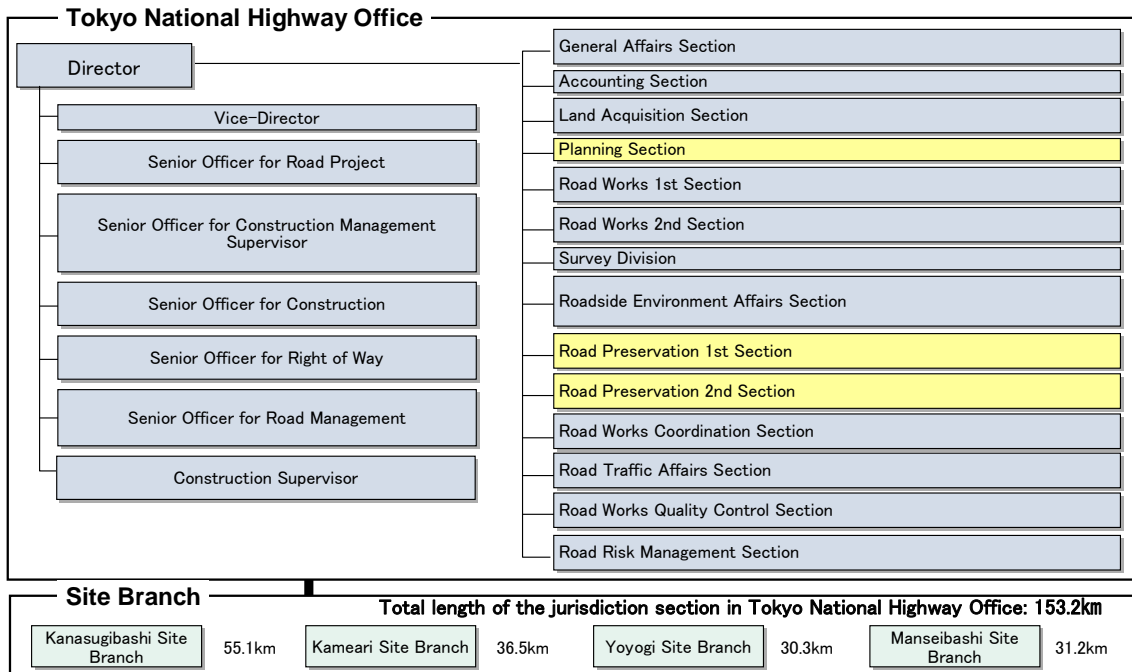 Tokyo National Highway Office
Director
Vice-Director
Senior Officer for Road Project
Senior Officer for Construction Management
Supervisor
Senior Officer for Construction
Senior Officer for Right of Way
Senior Officer for Road Management
Construction Supervisor
General Affairs Section
Accounting Section
Land Acquisition Section
Planning Section
Road Works 1st Section
Road Works 2nd Section
Survey Division
Roadside Environment Affairs Section
Road Preservation 1st Section
Road Preservation 2nd Section
Road Works Coordination Section
Road Traffic Affairs Section
Road Works Quality Control Section
Road Risk Management Section
Site Branch
Total length of the jurisdiction section in Tokyo National Highway Office: 153.2km
Kanasugibashi Site
Branch
55.1km
Kameari Site Branch
36.5km
Yoyogi Site Branch
30.3km
Manseibashi Site
Branch
31.2km